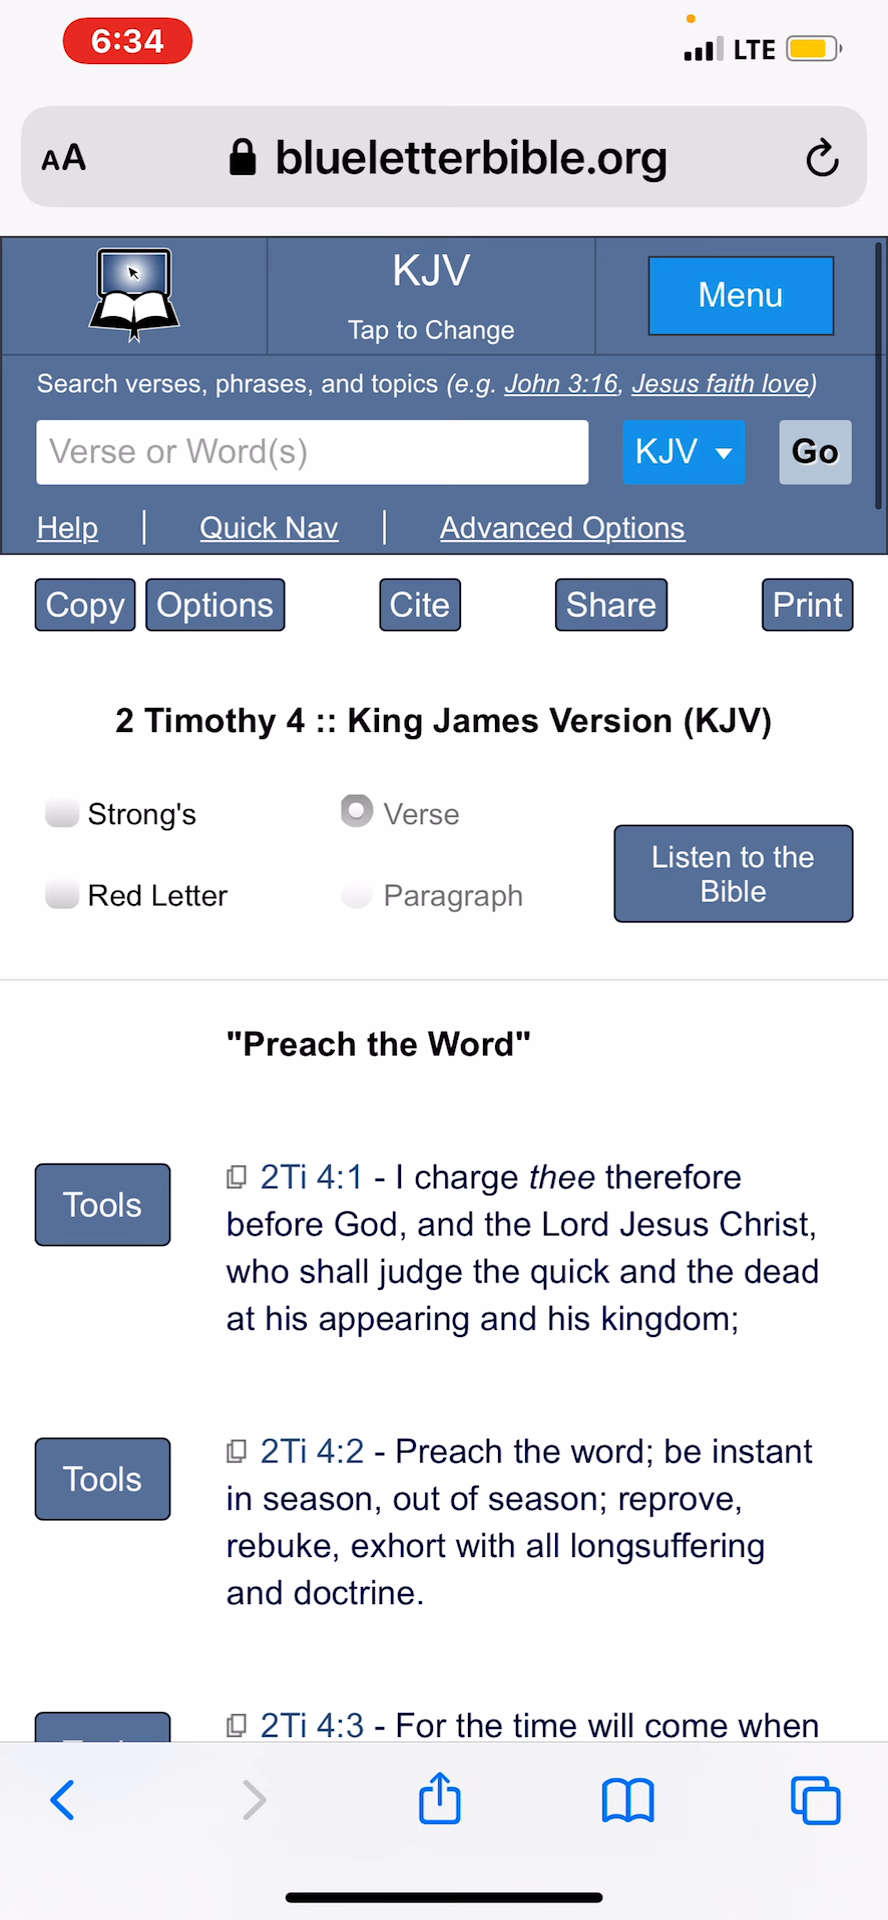 6:34
LTE
AA blueletterbible.org
KJV
Tap to Change
Menu
Search verses, phrases, and topics (e.g. John 3:16, Jesus faith love)
Verse or Word(s)
KJV
Go
Help | Quick Nav | Advanced Options
Copy Options Cite Share Print
2 Timothy 4 :: King James Version (KJV)
Strong's
Verse
Red Letter
Paragraph
Listen to the
Bible
"Preach the Word"
Tools
2Ti 4:1 - I charge thee therefore
before God, and the Lord Jesus Christ,
who shall judge the quick and the dead
at his appearing and his kingdom;
Tools
2Ti 4:2 - Preach the word; be instant
in season, out of season; reprove,
rebuke, exhort with all longsuffering
and doctrine.
2Ti 4:3 - For the time will come when